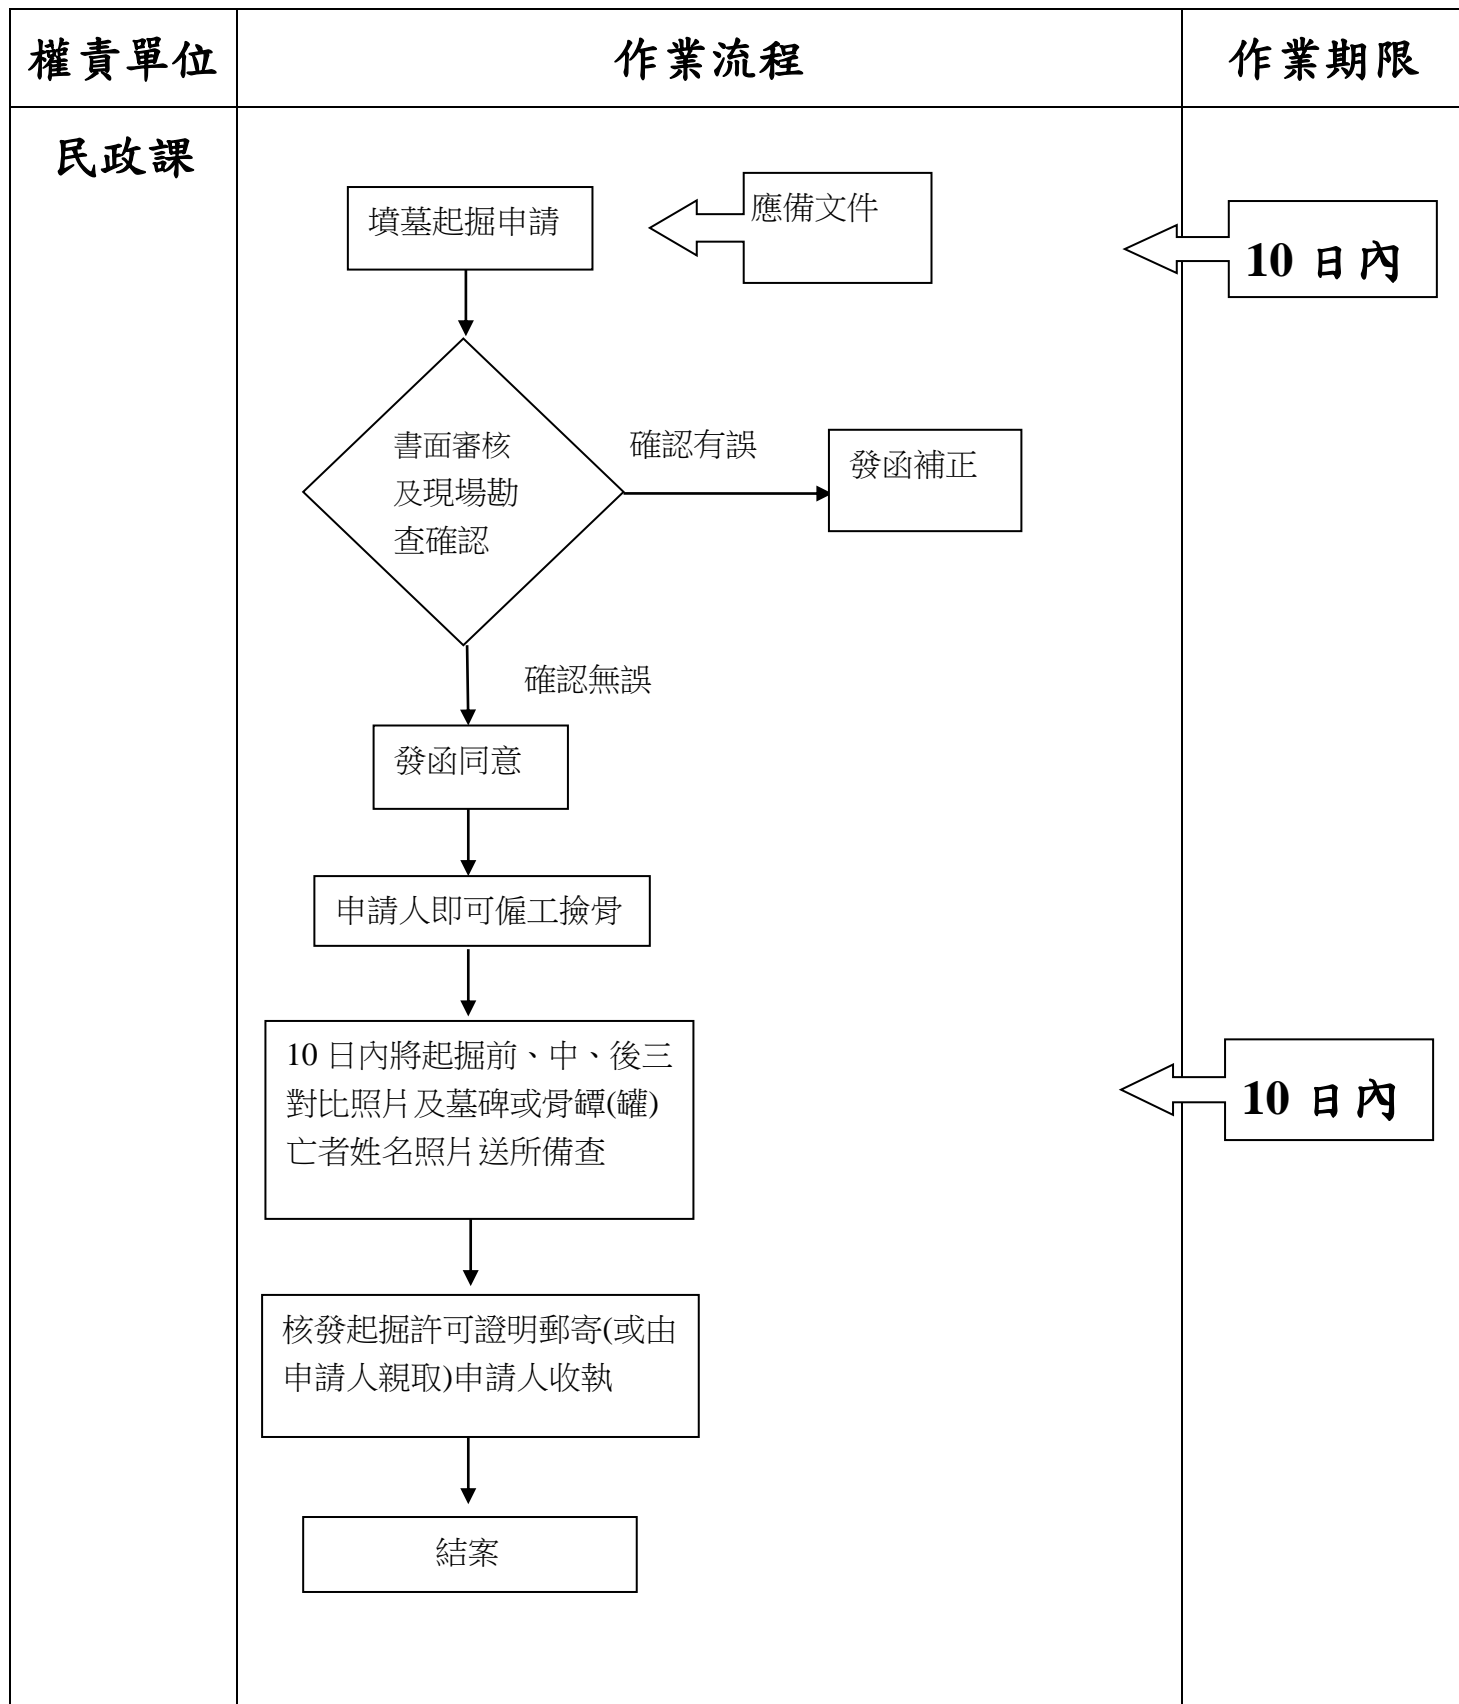 權責單位
作業流程
作業期限
民政課
墳墓起掘申請
應備文件
10 日內
書面審核
及現場勘
查確認
確認有誤
發函補正
確認無誤
發函同意
申請人即可僱工撿骨
10 日內將起掘前、中、後三
對比照片及墓碑或骨罈(罐)
亡者姓名照片送所備查
10 日內
核發起掘許可證明郵寄(或由
申請人親取)申請人收執
結案